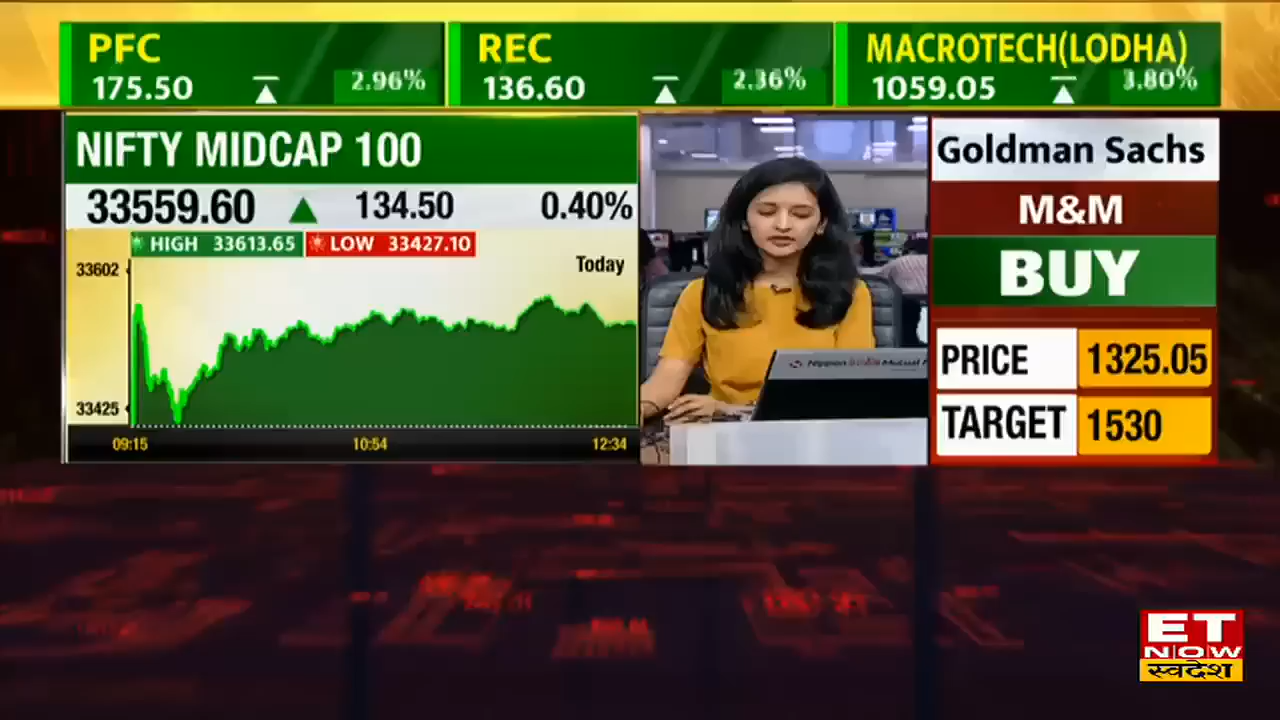 PFC
175.50 2.96%
REC
136.60 2.36%
MACROTECH(LODHA)
1059.05 3.80%
NIFTY MIDCAP 100
33559.60 134.50 0.40%
HIGH 33613.65 LOW 33427.10
Today
33602
33425
09:15 10:54 12:34
Goldman Sachs
M&M
BUY
PRICE 1325.05
TARGET 1530
ET
NOW
स्वदेश